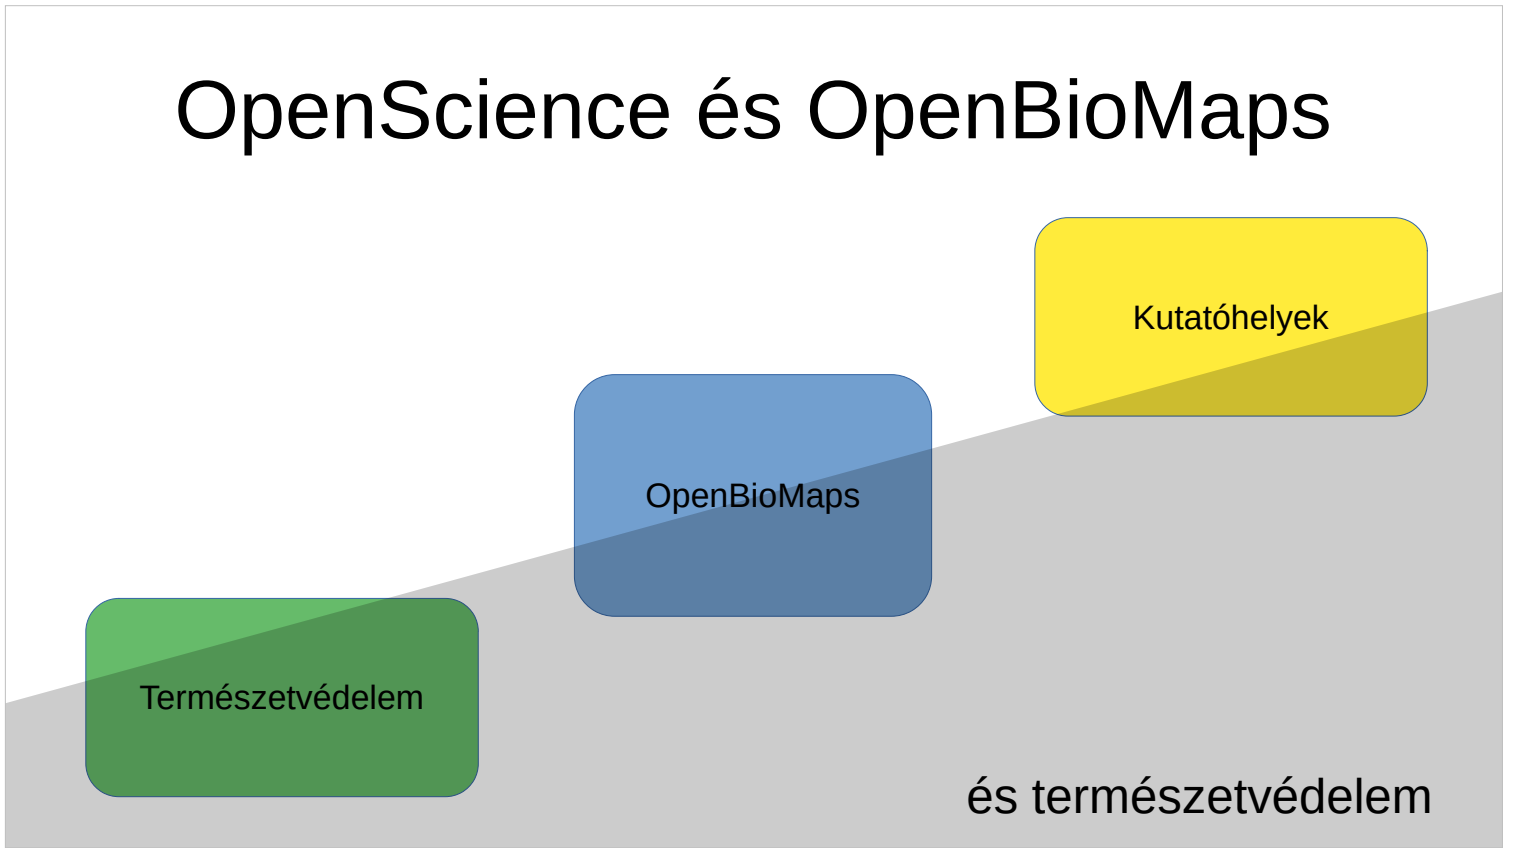 OpenScience és OpenBioMaps
Kutatóhelyek
OpenBioMaps
Természetvédelem
és természetvédelem